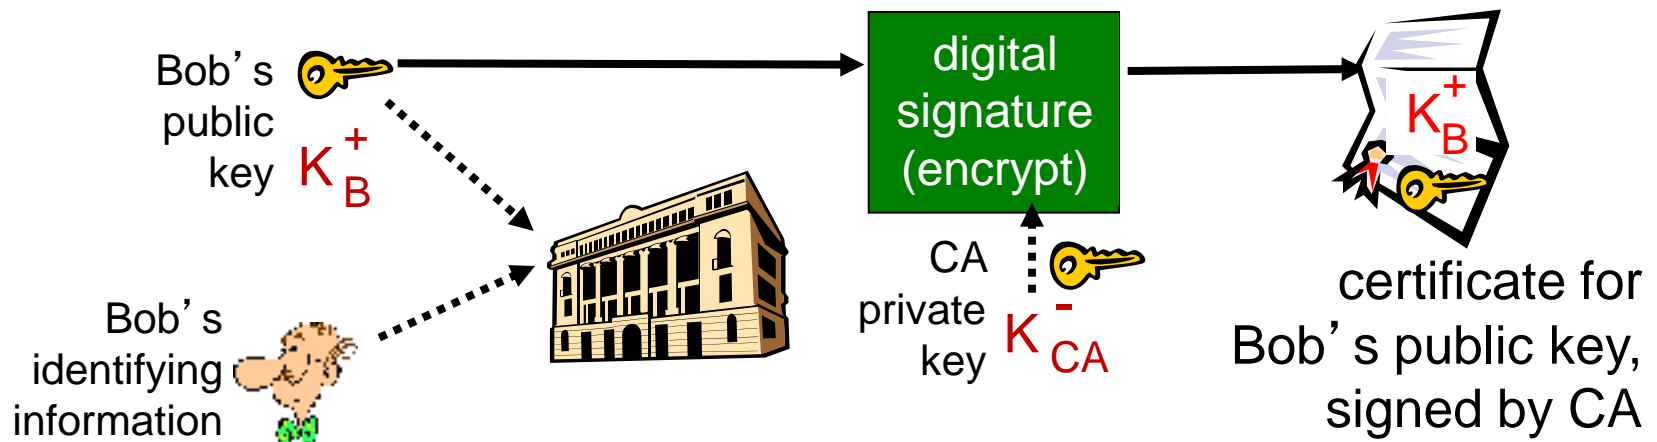 Bob’s
public
key
K
+
B
Bob’s
identifying
information
digital
signature
(encrypt)
CA
private
key
K
-
CA
K
+
B
certificate for
Bob’s public key,
signed by CA